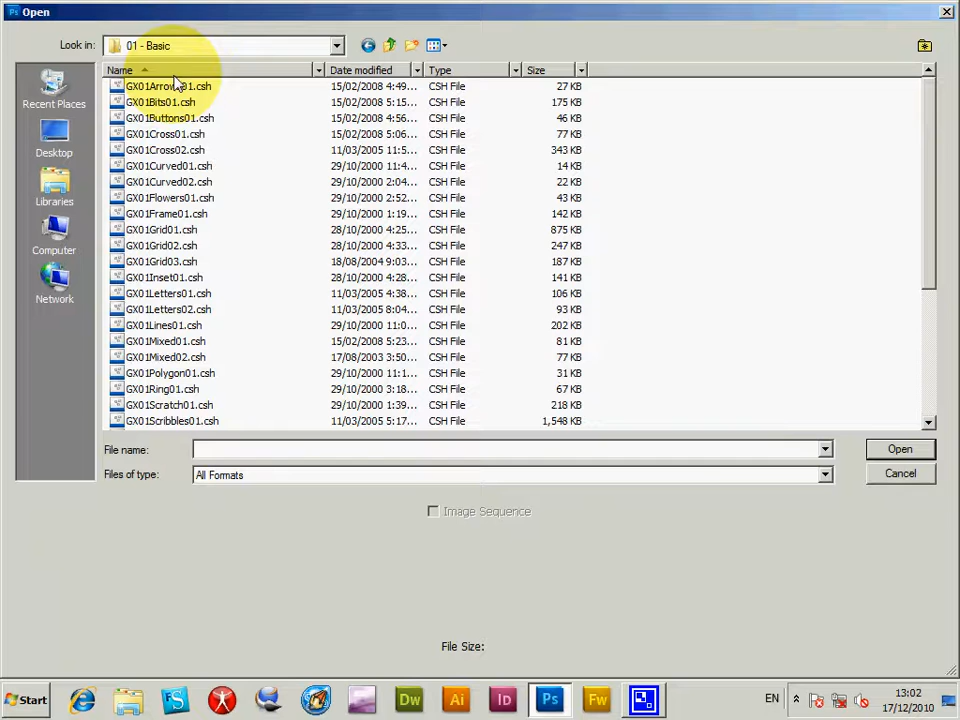 Ps Open
Look in: 01 - Basic
Name Date modified Type Size
GX01Arrows01.csh 15/02/2008 4:49... CSH File 27 KB
GX01Bits01.csh 15/02/2008 5:15... CSH File 175 KB
GX01Buttons01.csh 15/02/2008 4:56... CSH File 46 KB
GX01Cross01.csh 15/02/2008 5:06... CSH File 77 KB
GX01Cross02.csh 11/03/2005 11:5... CSH File 343 KB
GX01Curved01.csh 29/10/2000 11:4... CSH File 14 KB
GX01Curved02.csh 29/10/2000 2:04... CSH File 22 KB
GX01Flowers01.csh 29/10/2000 2:52... CSH File 43 KB
GX01Frame01.csh 29/10/2000 1:19... CSH File 142 KB
GX01Grid01.csh 28/10/2000 4:25... CSH File 875 KB
GX01Grid02.csh 28/10/2000 4:33... CSH File 247 KB
GX01Grid03.csh 18/08/2004 9:03... CSH File 187 KB
GX01Inset01.csh 28/10/2000 4:28... CSH File 141 KB
GX01Letters01.csh 11/03/2005 4:38... CSH File 106 KB
GX01Letters02.csh 11/03/2005 8:04... CSH File 93 KB
GX01Lines01.csh 29/10/2000 11:0... CSH File 202 KB
GX01Mixed01.csh 15/02/2008 5:23... CSH File 81 KB
GX01Mixed02.csh 17/08/2003 3:50... CSH File 77 KB
GX01Polygon01.csh 29/10/2000 11:1... CSH File 31 KB
GX01Ring01.csh 29/10/2000 3:18... CSH File 67 KB
GX01Scratch01.csh 29/10/2000 1:39... CSH File 218 KB
GX01Scribbles01.csh 11/03/2005 5:17... CSH File 1,548 KB
Recent Places
Desktop
Libraries
Computer
Network
File name: Open
Files of type: All Formats Cancel
Image Sequence
File Size:
Start FS Dw Ai Id Ps Fw EN 13:02
17/12/2010